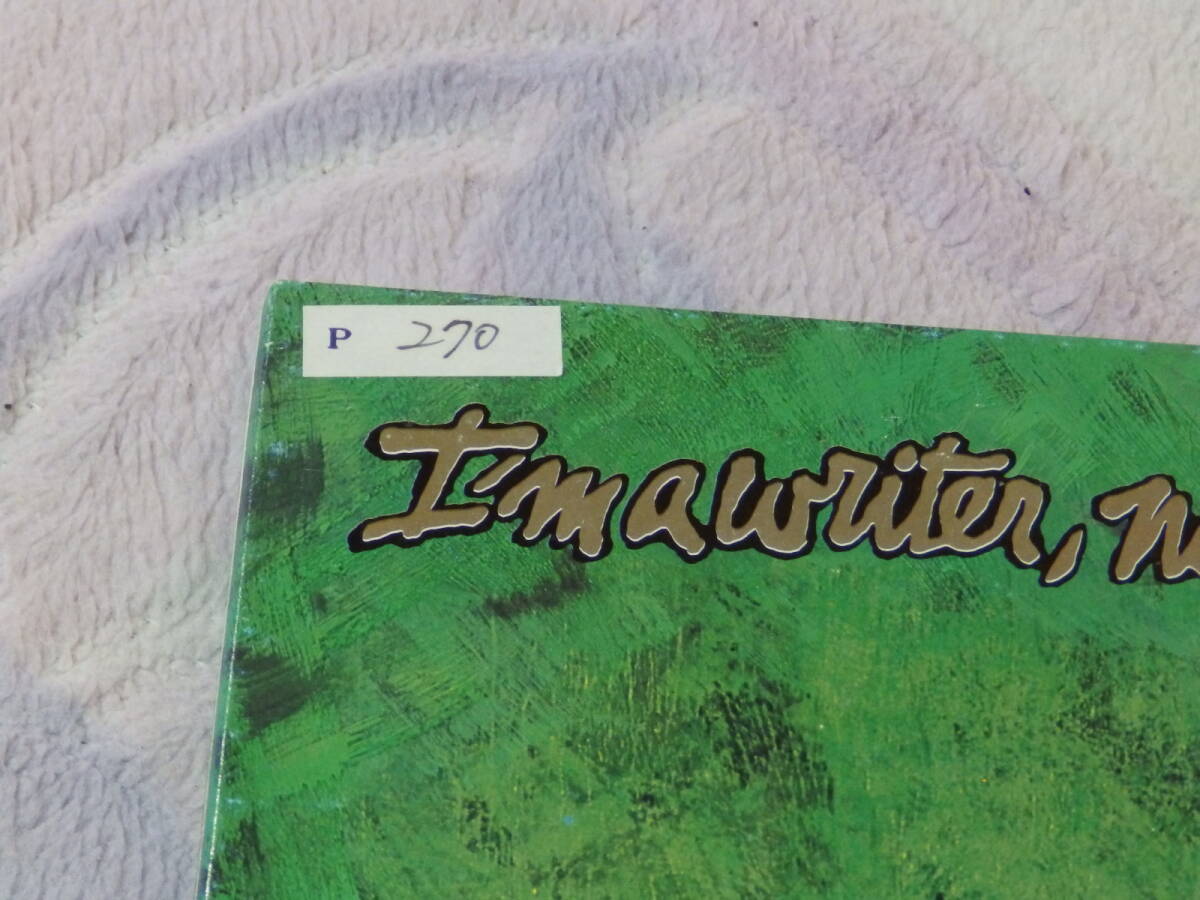 P 270
I'm a writer, n